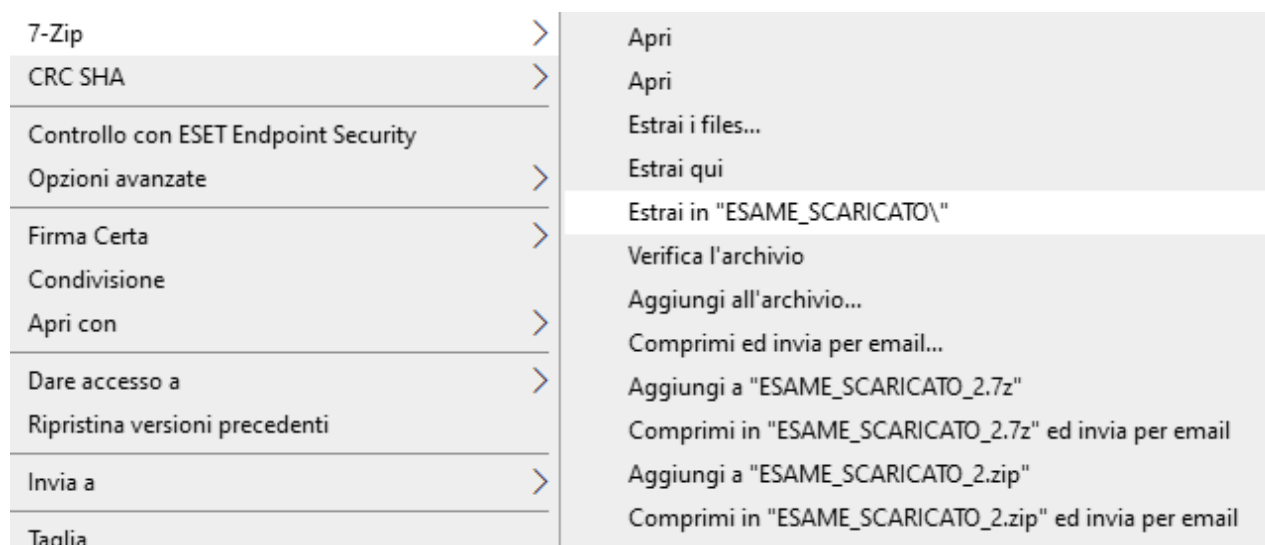 7-Zip
CRC SHA
Controllo con ESET Endpoint Security
Opzioni avanzate
Firma Certa
Condivisione
Apri con
Dare accesso a
Ripristina versioni precedenti
Invia a
Taglia
Apri
Apri
Estrai i files...
Estrai qui
Estrai in "ESAME_SCARICATO\"
Verifica l'archivio
Aggiungi all'archivio...
Comprimi ed invia per email...
Aggiungi a "ESAME_SCARICATO_2.7z"
Comprimi in "ESAME_SCARICATO_2.7z" ed invia per email
Aggiungi a "ESAME_SCARICATO_2.zip"
Comprimi in "ESAME_SCARICATO_2.zip" ed invia per email